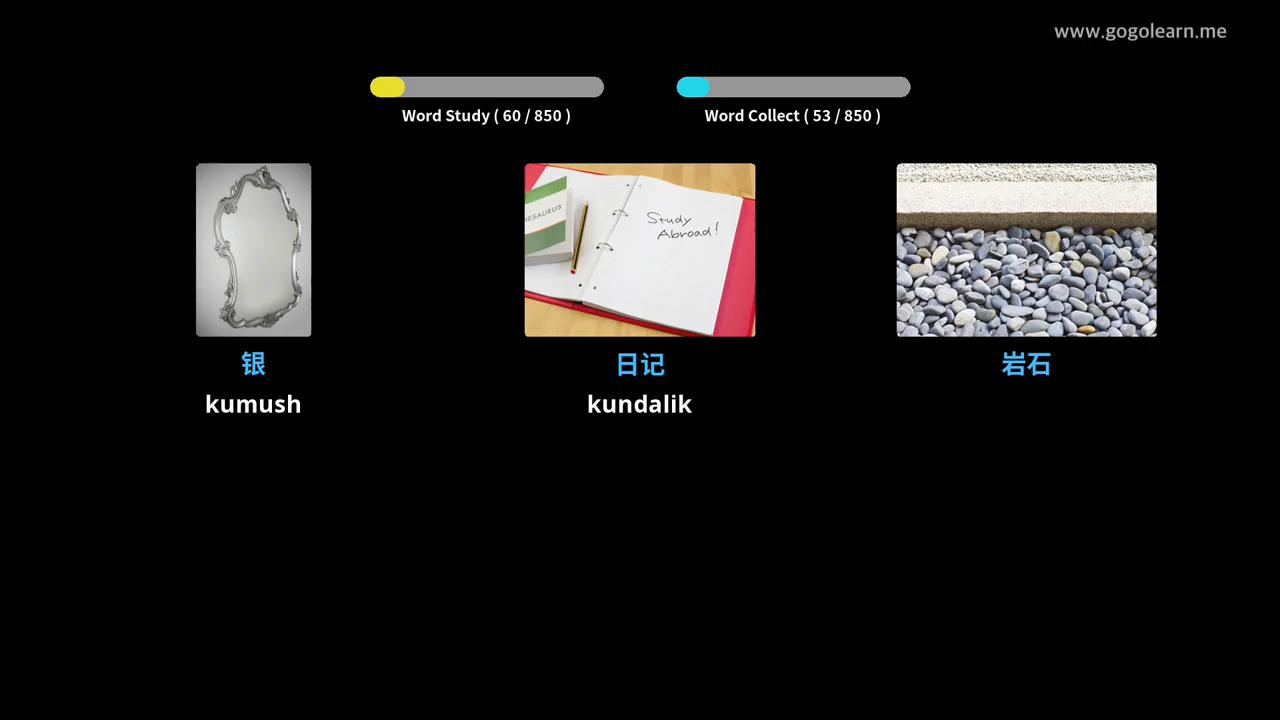 www.gogolearn.me
Word Study ( 60 / 850 )
Word Collect ( 53 / 850 )
THESAURUS
Study
Abroad!
银
日记
岩石
kumush
kundalik